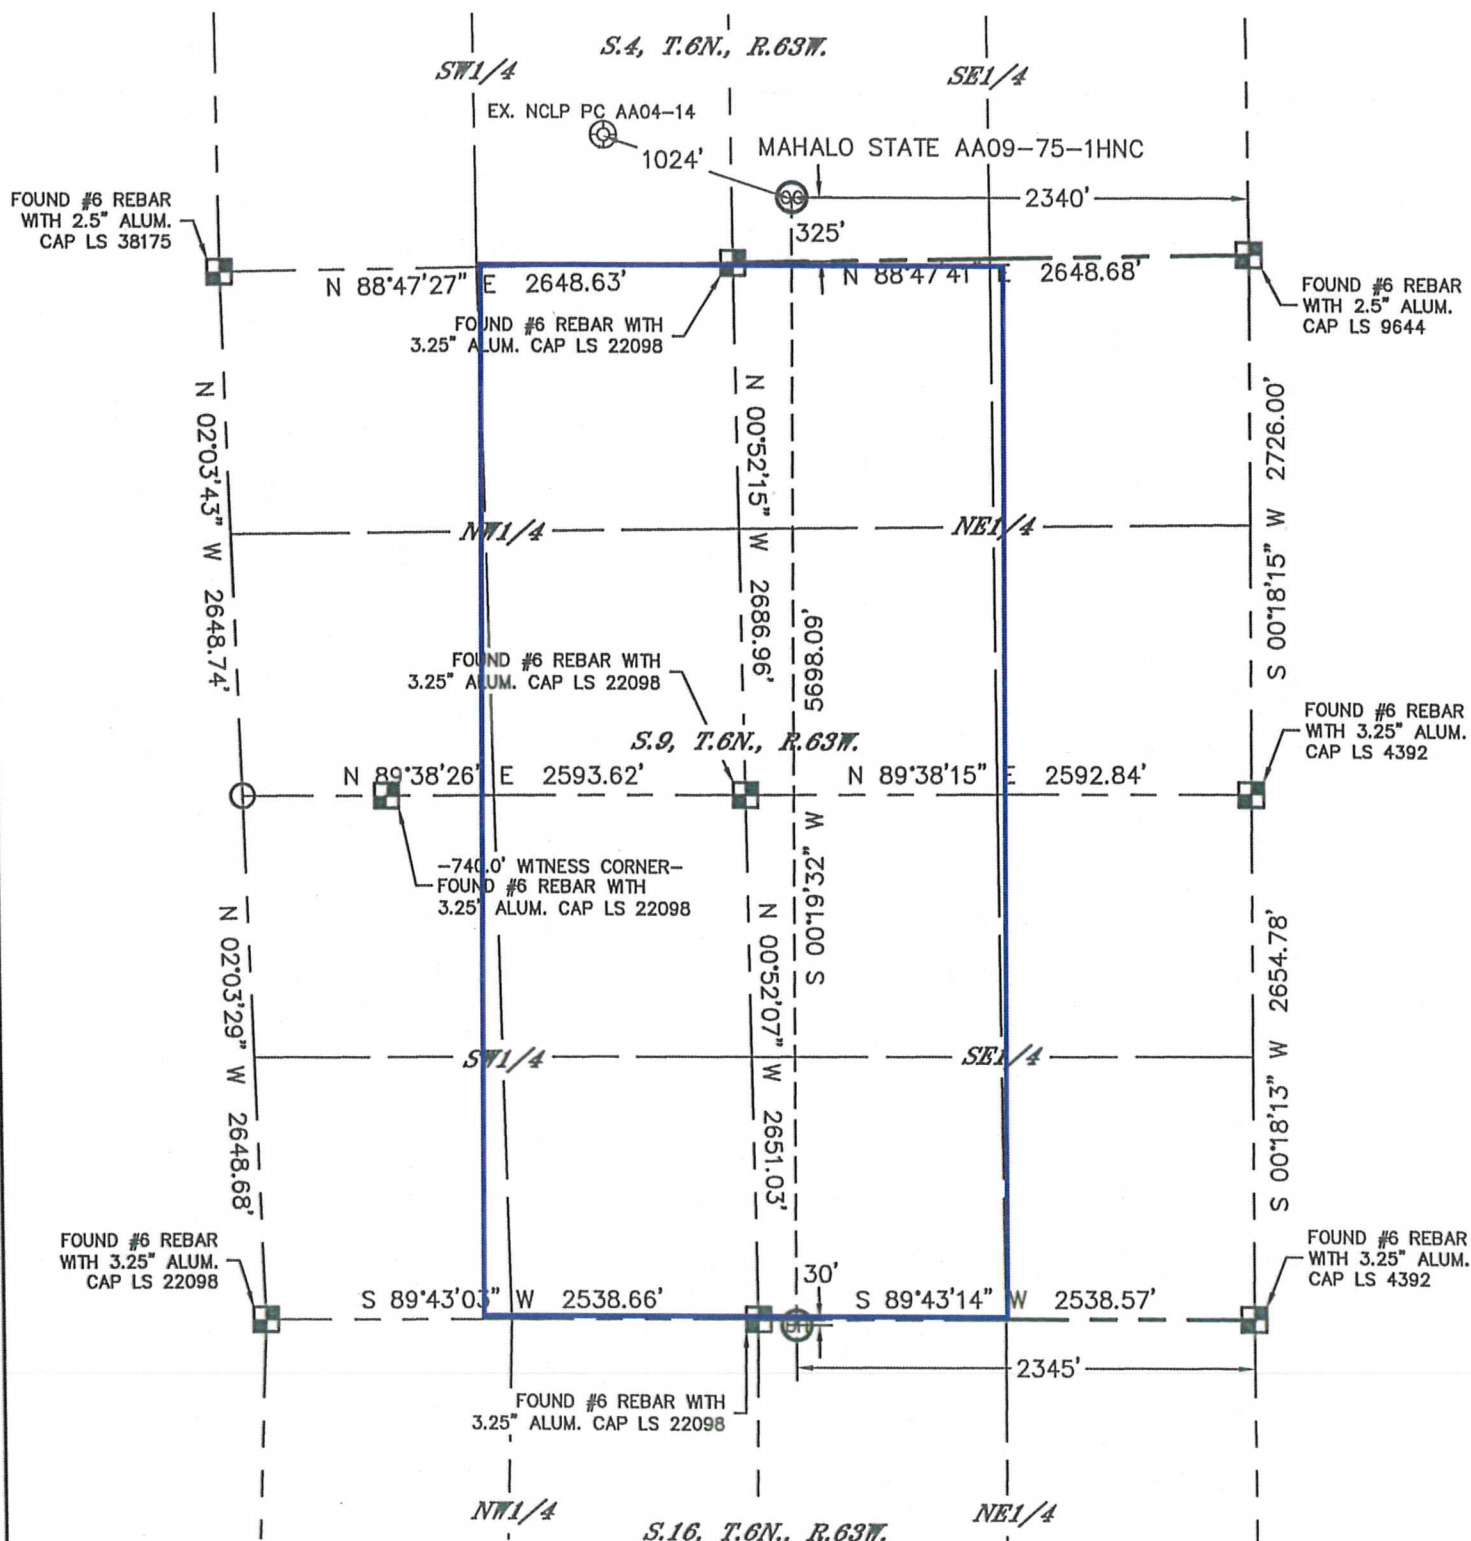 S.4, T.6N., R.63W.
SW1/4
SE1/4
EX. NCLP PC AA04-14
1024'
MAHALO STATE AA09-75-1HNC
2340'
325'
FOUND #6 REBAR
WITH 2.5" ALUM.
CAP LS 38175
N 88°47'27" E 2648.63'
N 88°47'41" E 2648.68'
FOUND #6 REBAR
WITH 2.5" ALUM.
CAP LS 9644
FOUND #6 REBAR WITH
3.25" ALUM. CAP LS 22098
N 02°03'43" W 2648.74'
N 00°52'15" W 2686.96'
S 00°18'15" W 2726.00'
NW1/4
NE1/4
S 00°19'32" W 5698.09'
FOUND #6 REBAR WITH
3.25" ALUM. CAP LS 22098
S.9, T.6N., R.63W.
FOUND #6 REBAR
WITH 3.25" ALUM.
CAP LS 4392
N 89°38'26" E 2593.62'
N 89°38'15" E 2592.84'
-740.0' WITNESS CORNER-
FOUND #6 REBAR WITH
3.25" ALUM. CAP LS 22098
N 02°03'29" W 2648.68'
N 00°52'07" W 2651.03'
S 00°18'13" W 2654.78'
SW1/4
SE1/4
FOUND #6 REBAR
WITH 3.25" ALUM.
CAP LS 22098
30'
S 89°43'03" W 2538.66'
S 89°43'14" W 2538.57'
FOUND #6 REBAR
WITH 3.25" ALUM.
CAP LS 4392
BH
2345'
FOUND #6 REBAR WITH
3.25" ALUM. CAP LS 22098
NW1/4
NE1/4
S.16, T.6N., R.63W.